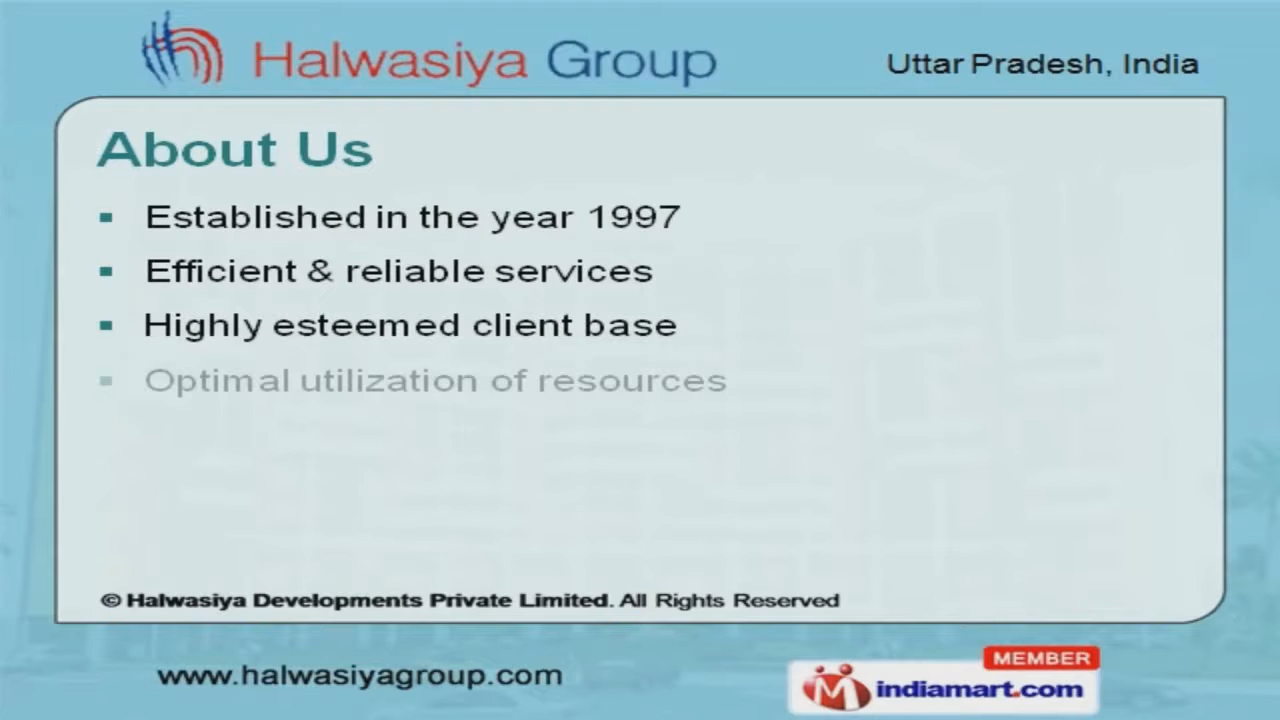 Halwasiya Group
Uttar Pradesh, India
About Us
▪ Established in the year 1997
▪ Efficient & reliable services
▪ Highly esteemed client base
▪ Optimal utilization of resources
© Halwasiya Developments Private Limited. All Rights Reserved
www.halwasiyagroup.com
MEMBER
indiamart.com